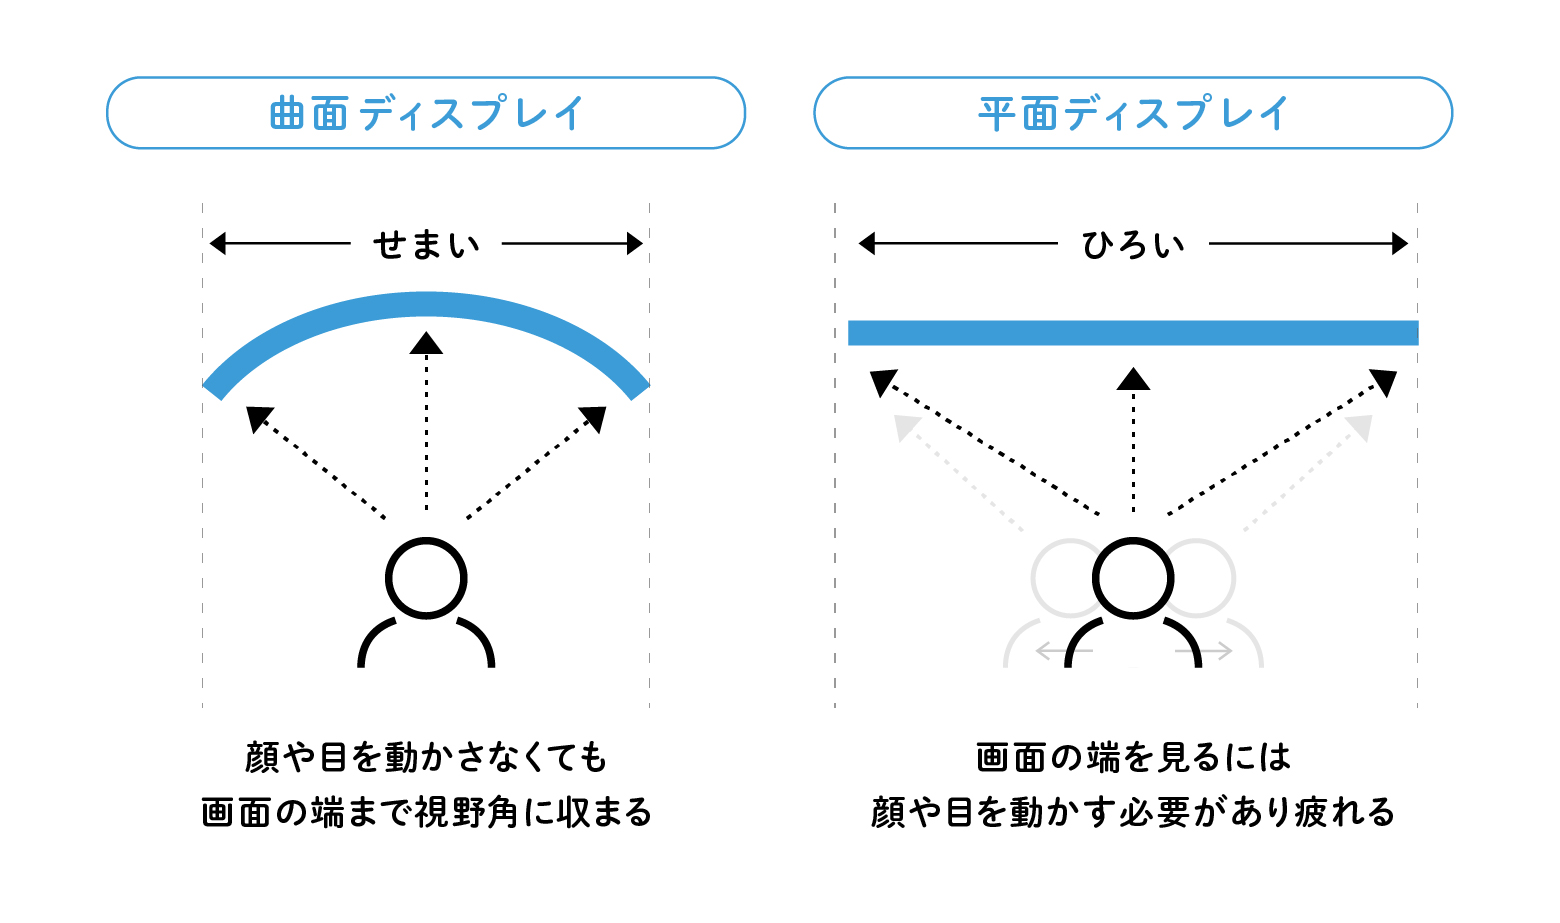 曲面ディスプレイ
せまい
顔や目を動かさなくても
画面の端まで視野角に収まる
平面ディスプレイ
ひろい
画面の端を見るには
顔や目を動かす必要があり疲れる